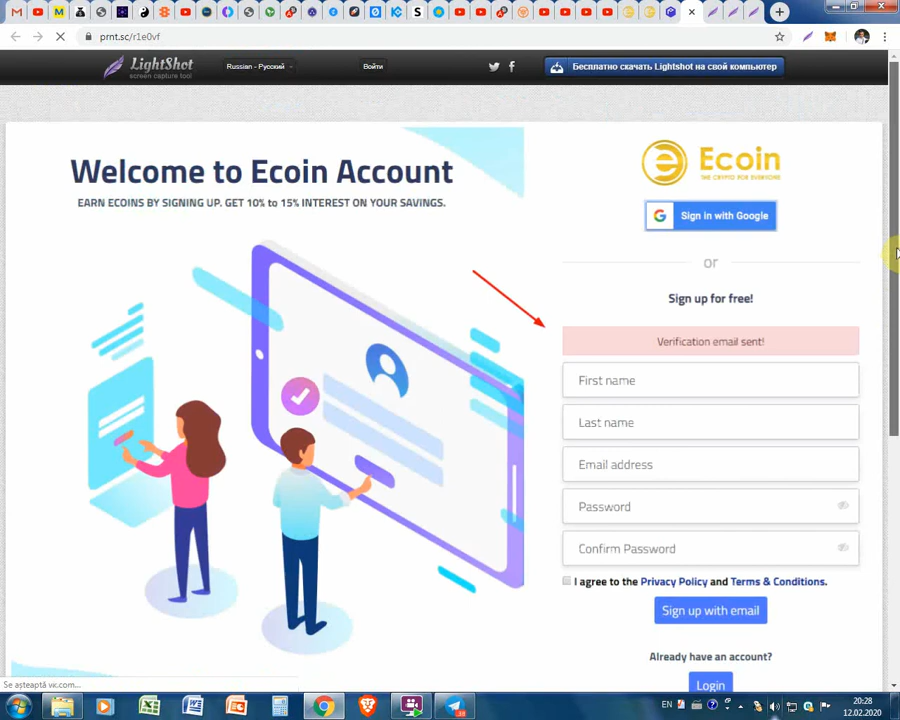 prnt.sc/r1e0vf
LightShot
screen capture tool
Russian - Русский
Войти
Бесплатно скачать Lightshot на свой компьютер
Welcome to Ecoin Account
EARN ECOINS BY SIGNING UP. GET 10% to 15% INTEREST ON YOUR SAVINGS.
Ecoin
THE CRYPTO FOR EVERYONE
Sign in with Google
or
Sign up for free!
Verification email sent!
First name
Last name
Email address
Password
Confirm Password
I agree to the Privacy Policy and Terms & Conditions.
Sign up with email
Already have an account?
Login
Se așteaptă vk.com...
EN
20:28
12.02.2020